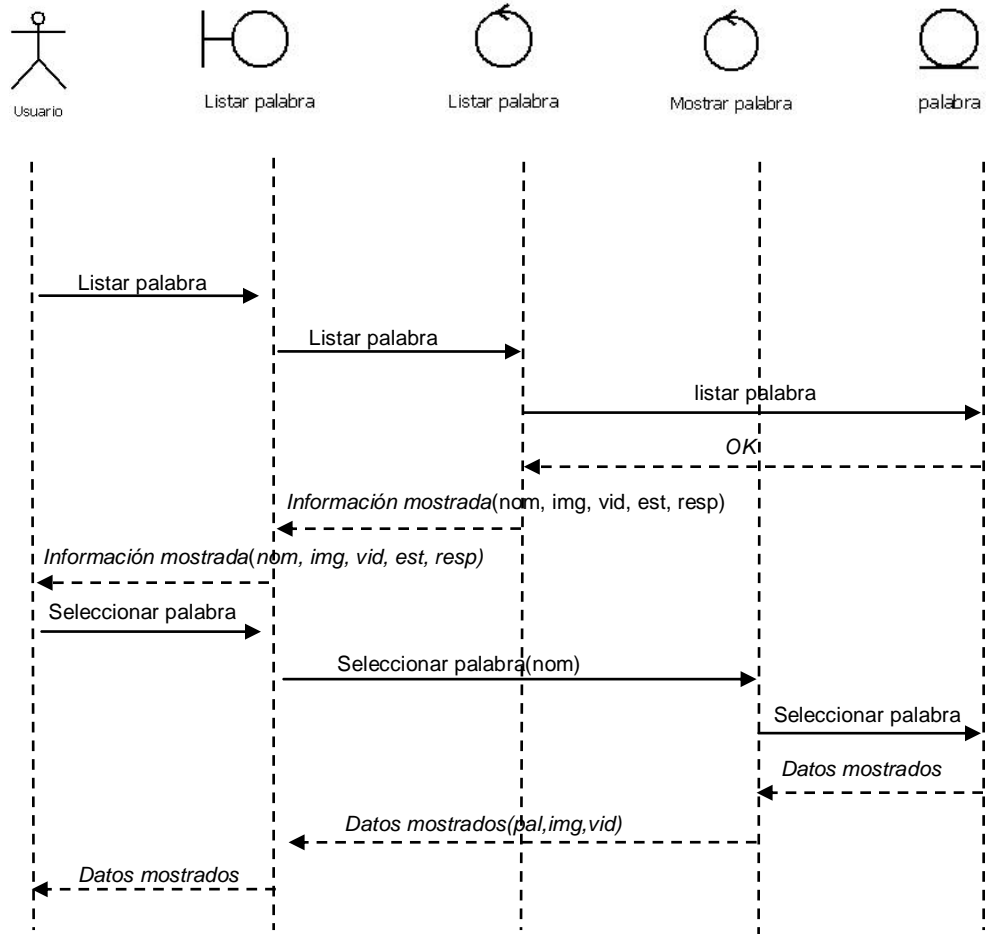 Usuario
Listar palabra
Listar palabra
Mostrar palabra
palabra
Listar palabra
Listar palabra
listar palabra
OK
Información mostrada(nom, img, vid, est, resp)
Información mostrada(nom, img, vid, est, resp)
Seleccionar palabra
Seleccionar palabra(nom)
Seleccionar palabra
Datos mostrados
Datos mostrados(pal,img,vid)
Datos mostrados